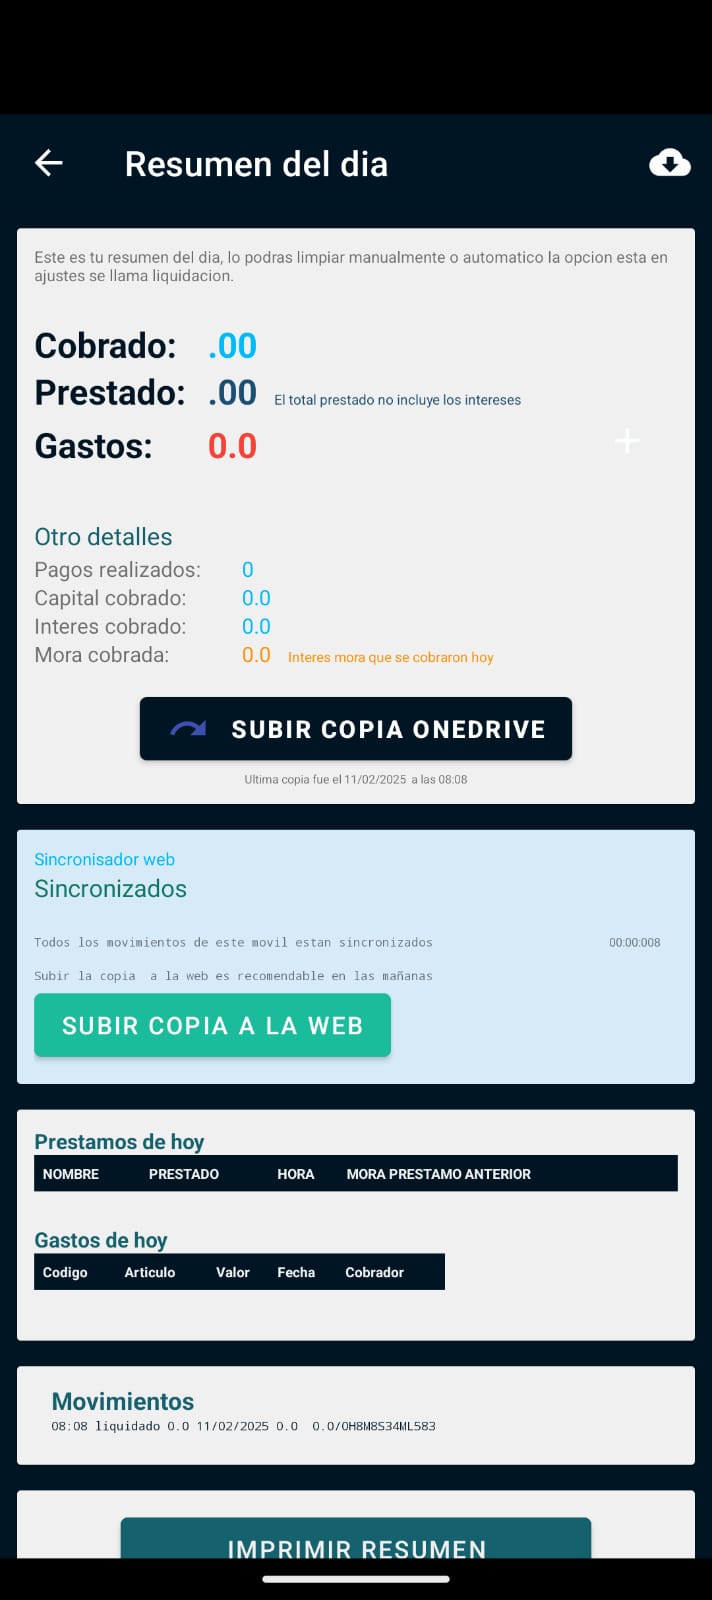 Resumen del dia
Este es tu resumen del dia, lo podras limpiar manualmente o automatico la opcion esta en
ajustes se llama liquidacion.
Cobrado: .00
Prestado: .00 El total prestado no incluye los intereses
Gastos: 0.0
Otro detalles
Pagos realizados: 0
Capital cobrado: 0.0
Interes cobrado: 0.0
Mora cobrada: 0.0 Interes mora que se cobraron hoy
SUBIR COPIA ONEDRIVE
Ultima copia fue el 11/02/2025 a las 08:08
Sincronisador web
Sincronizados
Todos los movimientos de este movil estan sincronizados 00:00:008
Subir la copia a la web es recomendable en las mañanas
SUBIR COPIA A LA WEB
Prestamos de hoy
NOMBRE PRESTADO HORA MORA PRESTAMO ANTERIOR
Gastos de hoy
Codigo Articulo Valor Fecha Cobrador
Movimientos
08:08 liquidado 0.0 11/02/2025 0.0 0.0/OH8M8S34ML583
IMPRIMIR RESUMEN